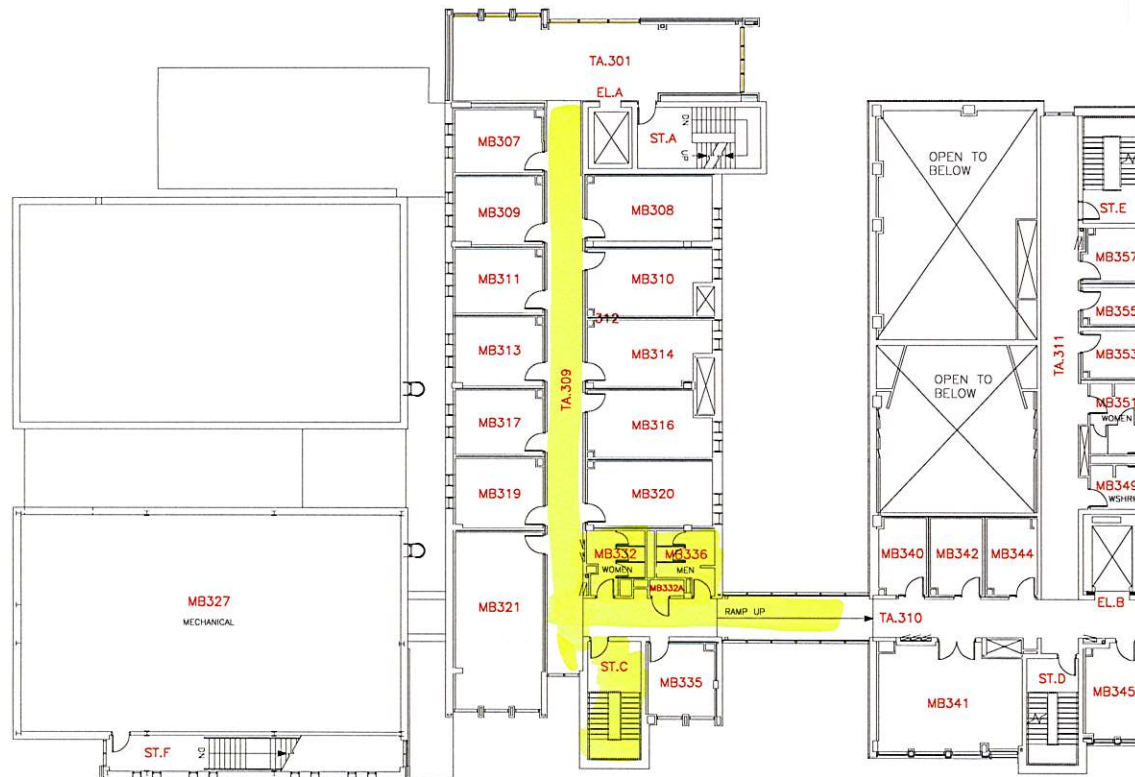 TA.301
EL.A
ST.A
DN
UP
MB307
MB309
MB308
MB311
MB310
312
MB313
MB314
TA.309
MB317
MB316
MB319
MB320
MB332
WOMEN
MB336
MEN
MB332A
MB321
RAMP UP
ST.C
MB335
MB327
MECHANICAL
ST.F
DN
OPEN TO
BELOW
OPEN TO
BELOW
TA.311
ST.E
MB357
MB355
MB353
MB351
WOMEN
MB349
WSHR
MB340
MB342
MB344
EL.B
TA.310
MB341
ST.D
MB345